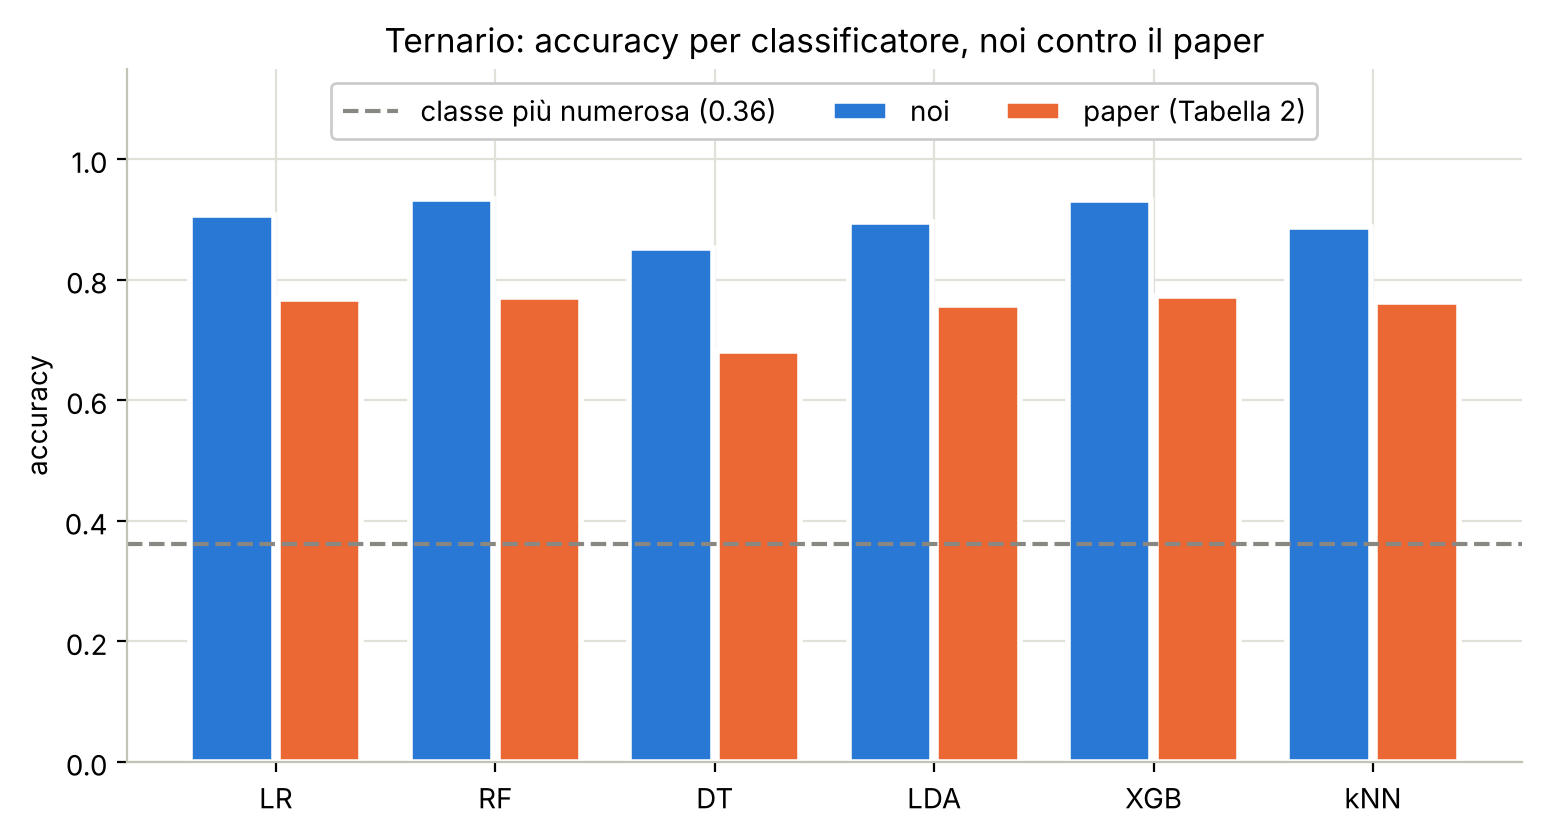 Ternario: accuracy per classificatore, noi contro il paper
classe più numerosa (0.36) noi paper (Tabella 2)
1.0
0.8
0.6
0.4
0.2
0.0
accuracy
LR RF DT LDA XGB kNN